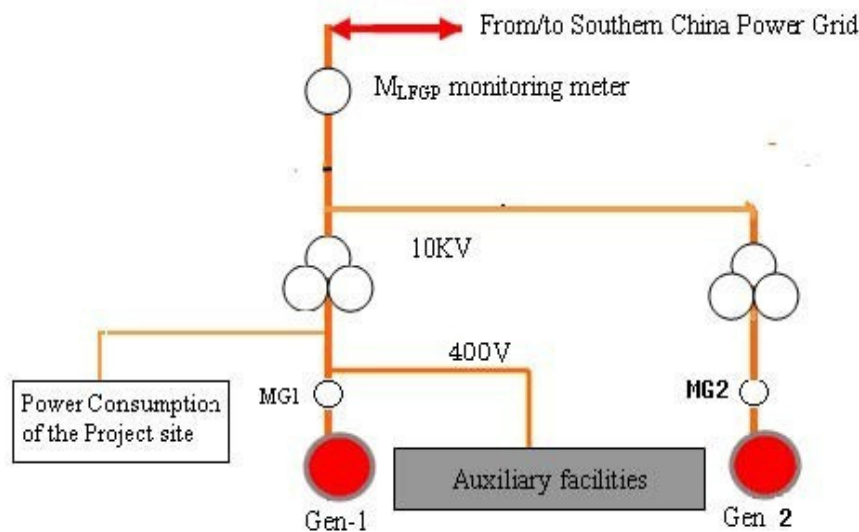 From/to Southern China Power Grid
MLFGP monitoring meter
10KV
400V
Power Consumption
of the Project site
MG1
MG2
Auxiliary facilities
Gen-1
Gen 2